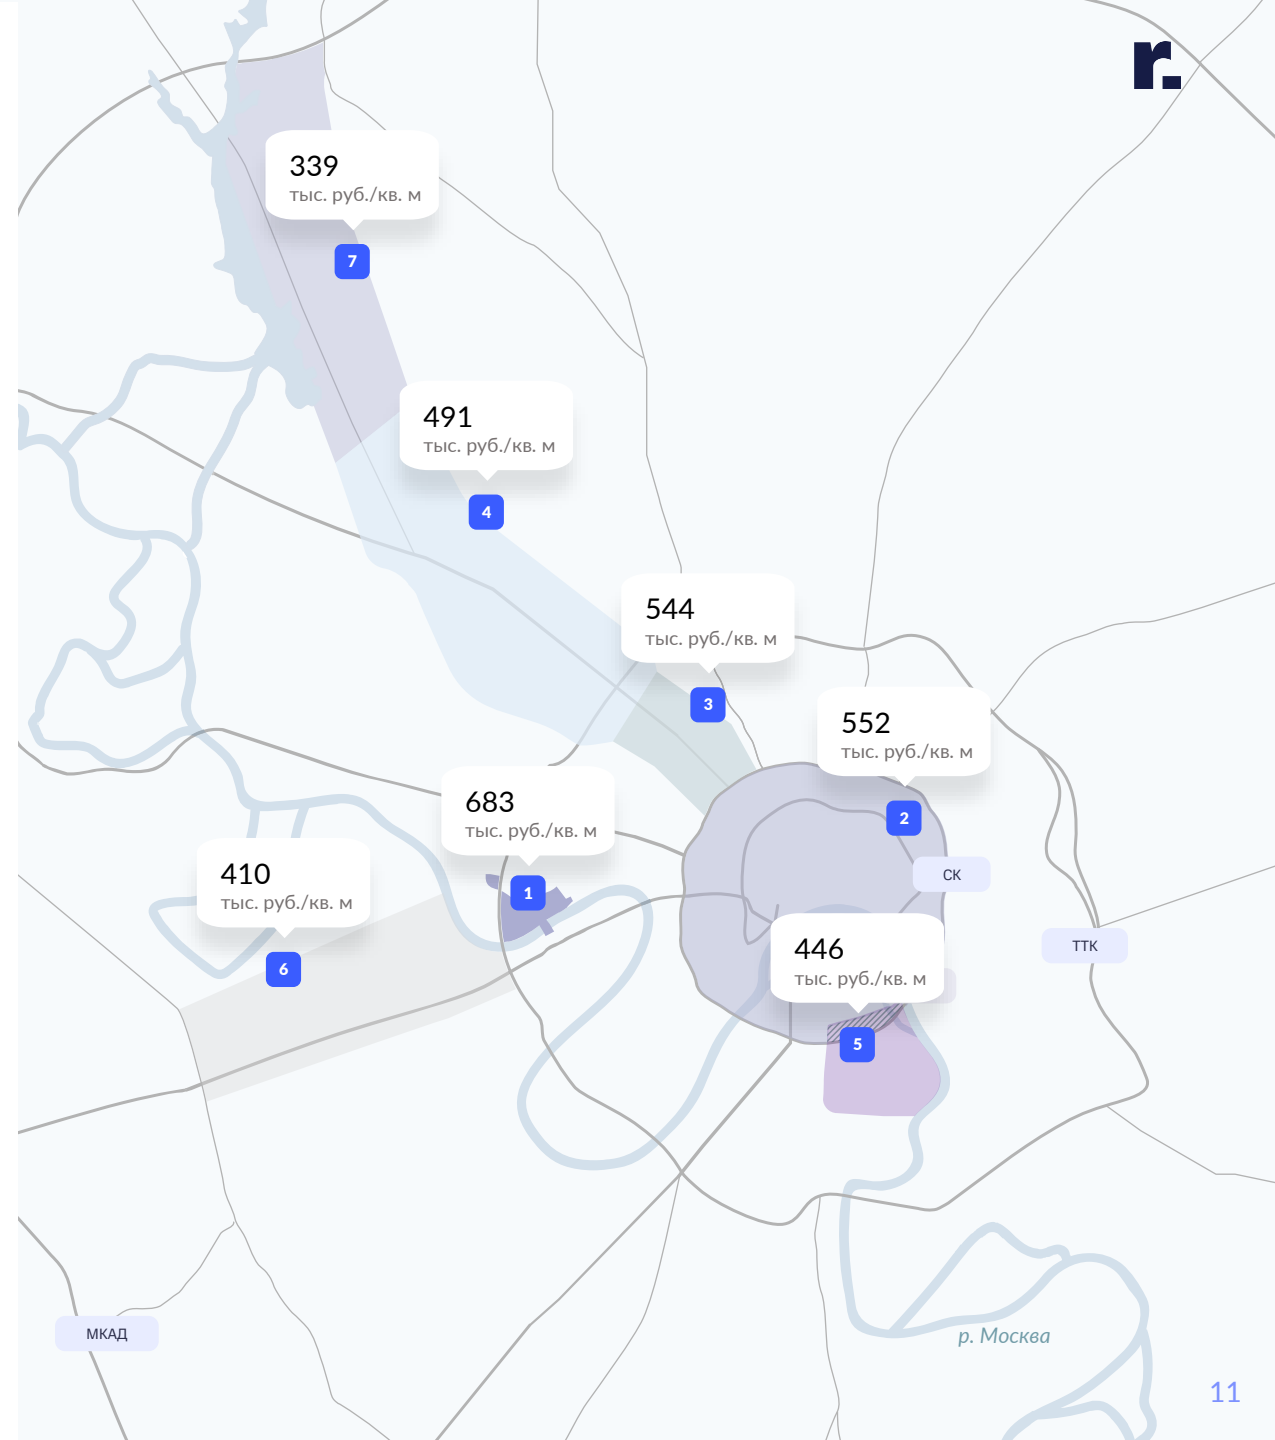 r.
339
тыс. руб./кв. м
7
491
тыс. руб./кв. м
4
544
тыс. руб./кв. м
3
552
тыс. руб./кв. м
2
683
тыс. руб./кв. м
1
СК
410
тыс. руб./кв. м
6
446
тыс. руб./кв. м
5
ТТК
МКАД
р. Москва
11